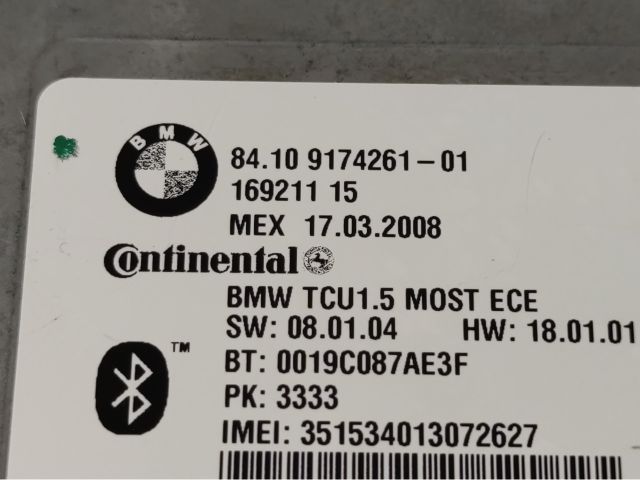 BMW
84.10 9174261-01
169211 15
MEX 17.03.2008
Continental
BMW TCU1.5 MOST ECE
SW: 08.01.04 HW: 18.01.01
TM
BT: 0019C087AE3F
PK: 3333
IMEI: 351534013072627